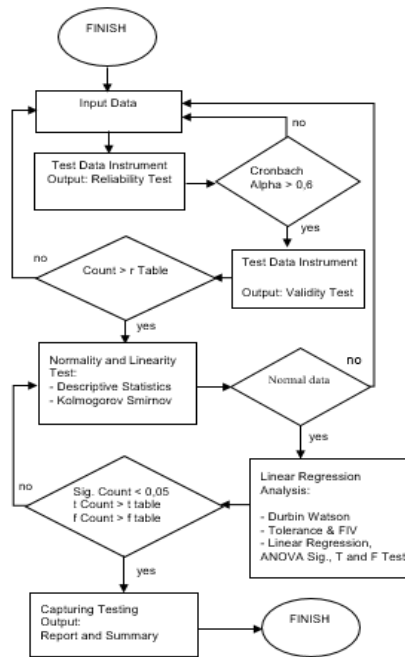 FINISH
Input Data
no
Test Data Instrument
Output: Reliability Test
Cronbach
Alpha > 0,6
yes
no
Count > r Table
Test Data Instrument
Output: Validity Test
yes
no
Normality and Linearity
Test:
- Descriptive Statistics
- Kolmogorov Smirnov
Normal data
yes
no
Sig. Count < 0,05
t Count > t table
f Count > f table
Linear Regression
Analysis:
- Durbin Watson
- Tolerance & FIV
- Linear Regression,
ANOVA Sig., T and F Test
yes
Capturing Testing
Output:
Report and Summary
FINISH